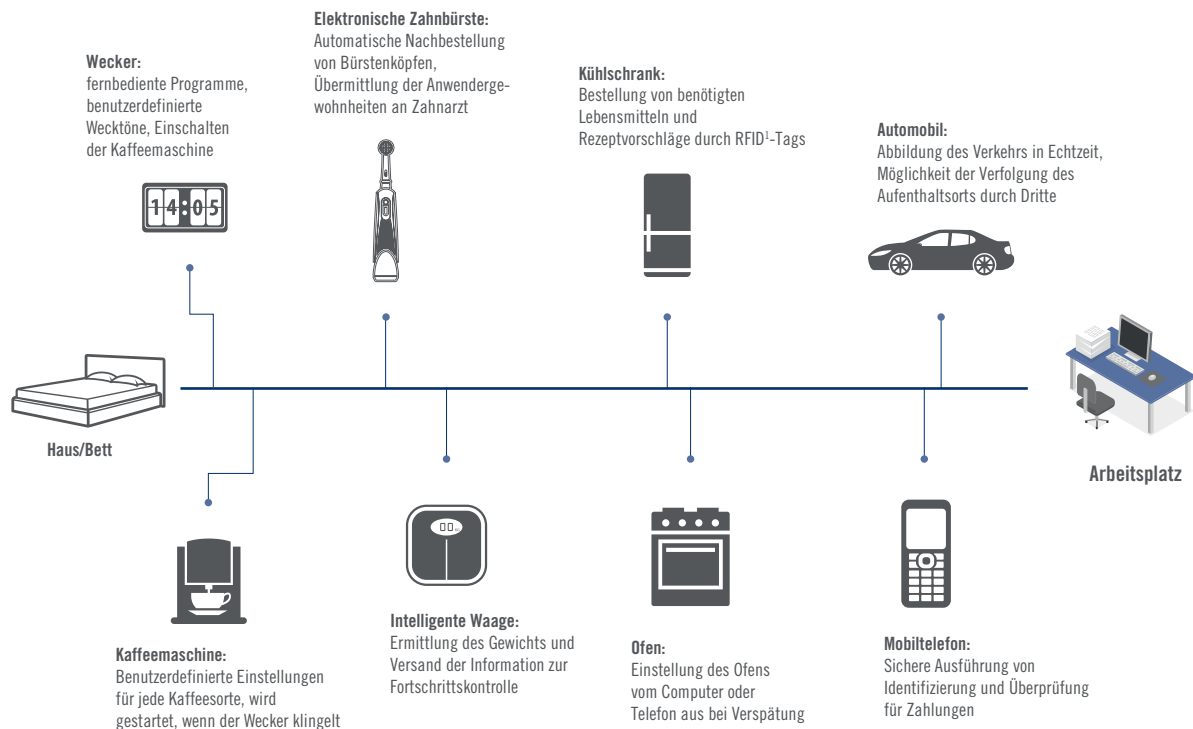 Elektronische Zahnbürste:
Automatische Nachbestellung
von Bürstenköpfen,
Übermittlung der Anwenderge-
wohnheiten an Zahnarzt
Wecker:
fernbediente Programme,
benutzerdefinierte
Wecktöne, Einschalten
der Kaffeemaschine
Kühlschrank:
Bestellung von benötigten
Lebensmitteln und
Rezeptvorschläge durch RFID¹-Tags
Automobil:
Abbildung des Verkehrs in Echtzeit,
Möglichkeit der Verfolgung des
Aufenthaltsorts durch Dritte
14:05
Haus/Bett
Arbeitsplatz
00
Kaffeemaschine:
Benutzerdefinierte Einstellungen
für jede Kaffeesorte, wird
gestartet, wenn der Wecker klingelt
Intelligente Waage:
Ermittlung des Gewichts und
Versand der Information zur
Fortschrittskontrolle
Ofen:
Einstellung des Ofens
vom Computer oder
Telefon aus bei Verspätung
Mobiltelefon:
Sichere Ausführung von
Identifizierung und Überprüfung
für Zahlungen